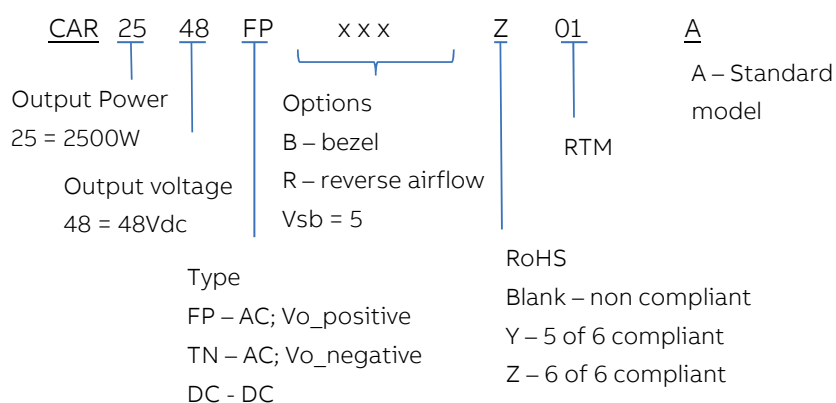 CAR 25 48 FP x x x Z 01 A
Output Power
25 = 2500W
Output voltage
48 = 48Vdc
Type
FP – AC; Vo_positive
TN – AC; Vo_negative
DC - DC
Options
B – bezel
R – reverse airflow
Vsb = 5
RoHS
Blank – non compliant
Y – 5 of 6 compliant
Z – 6 of 6 compliant
RTM
A – Standard
model